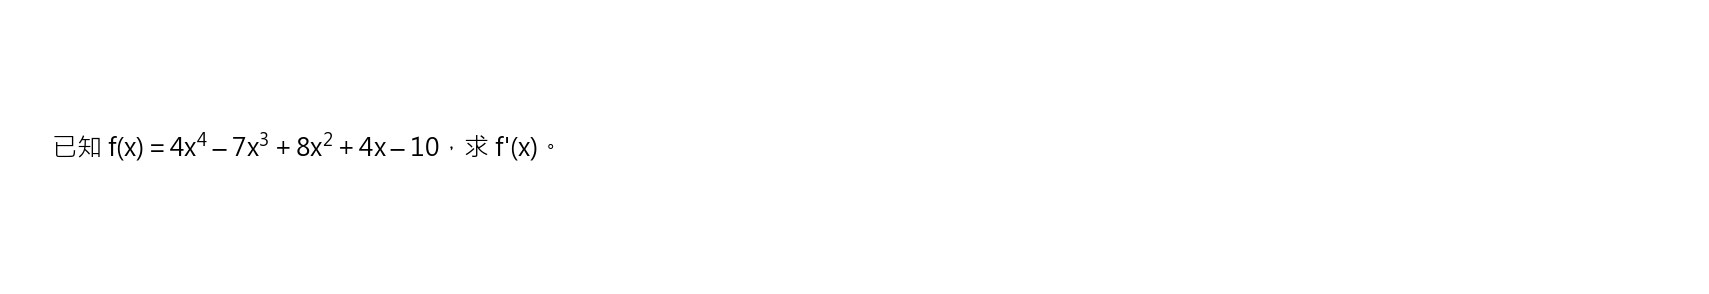 已知 f(x) = 4x⁴ – 7x³ + 8x² + 4x – 10，求 f'(x)。